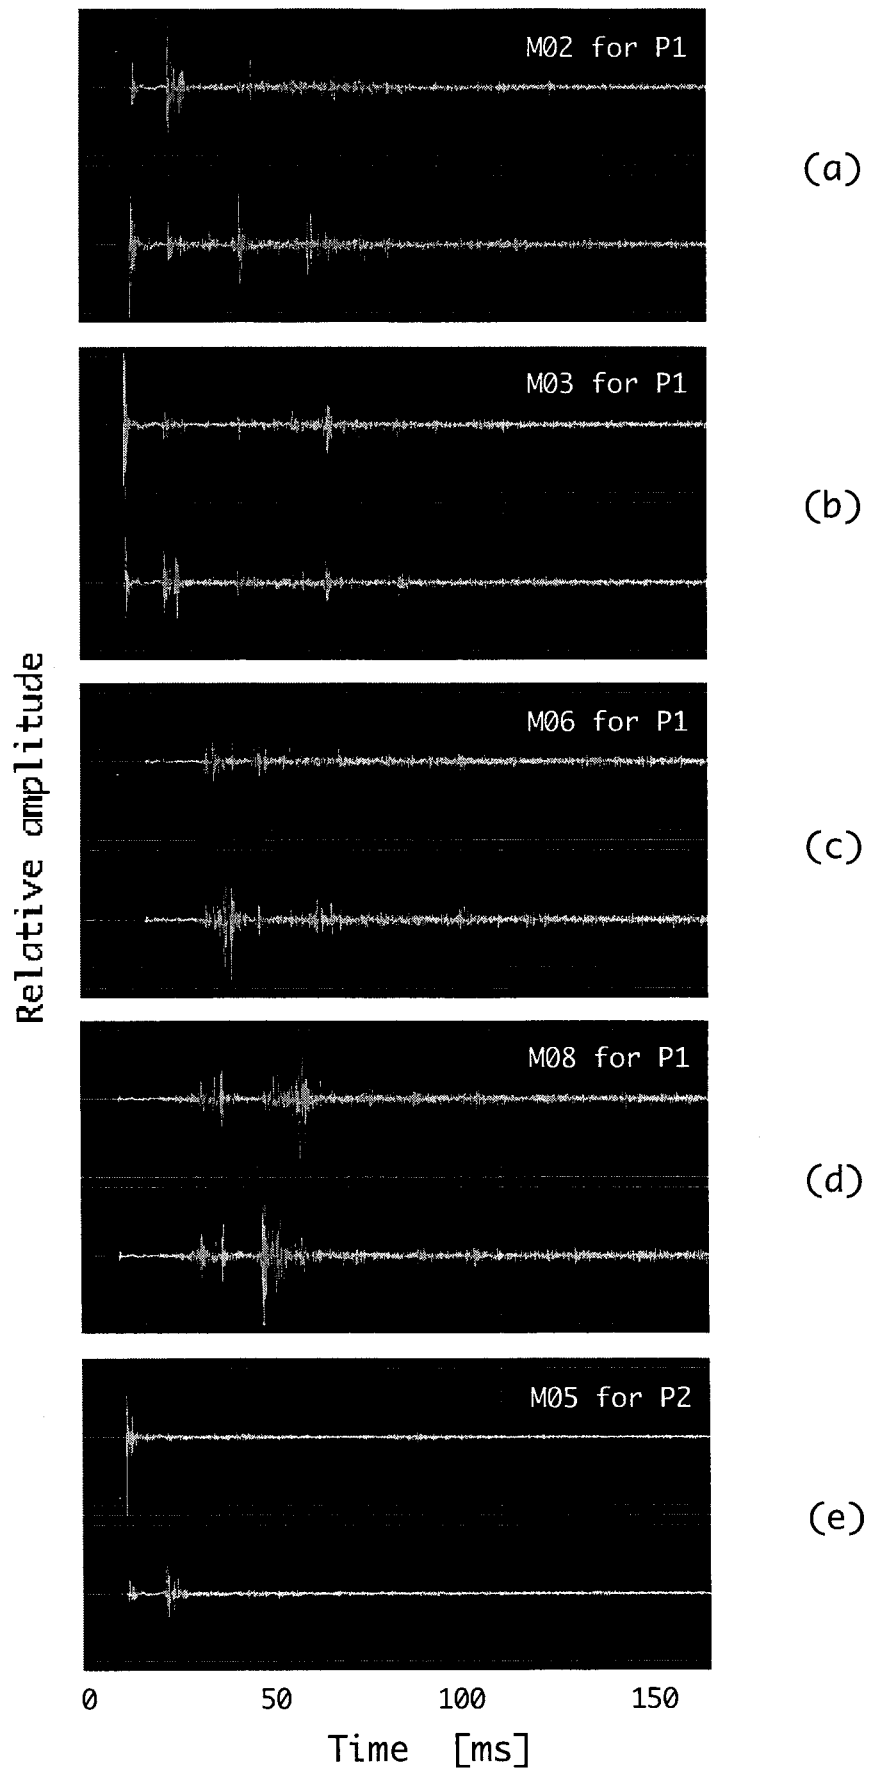 M02 for P1
(a)
M03 for P1
(b)
M06 for P1
(c)
M08 for P1
(d)
M05 for P2
(e)
Relative amplitude
0 50 100 150
Time [ms]